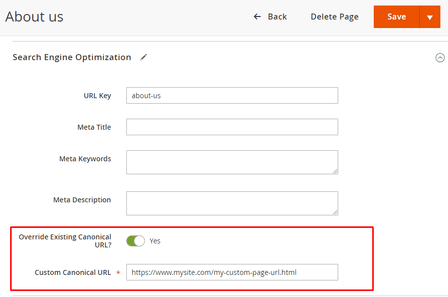 About us
← Back
Delete Page
Save
Search Engine Optimization
URL Key
about-us
Meta Title
Meta Keywords
Meta Description
Override Existing Canonical
URL?
Yes
Custom Canonical URL *
https://www.mysite.com/my-custom-page-url.html